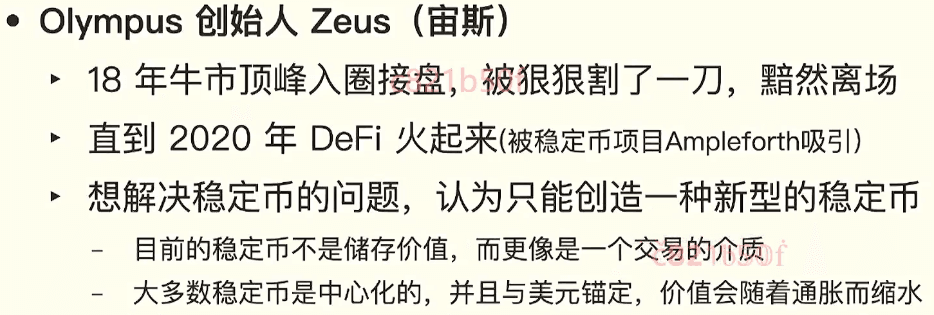 • Olympus 创始人 Zeus（宙斯）
▸ 18 年牛市顶峰入圈接盘，被狠狠割了一刀，黯然离场
▸ 直到 2020 年 DeFi 火起来(被稳定币项目Ampleforth吸引)
▸ 想解决稳定币的问题，认为只能创造一种新型的稳定币
– 目前的稳定币不是储存价值，而更像是一个交易的介质
– 大多数稳定币是中心化的，并且与美元锚定，价值会随着通胀而缩水